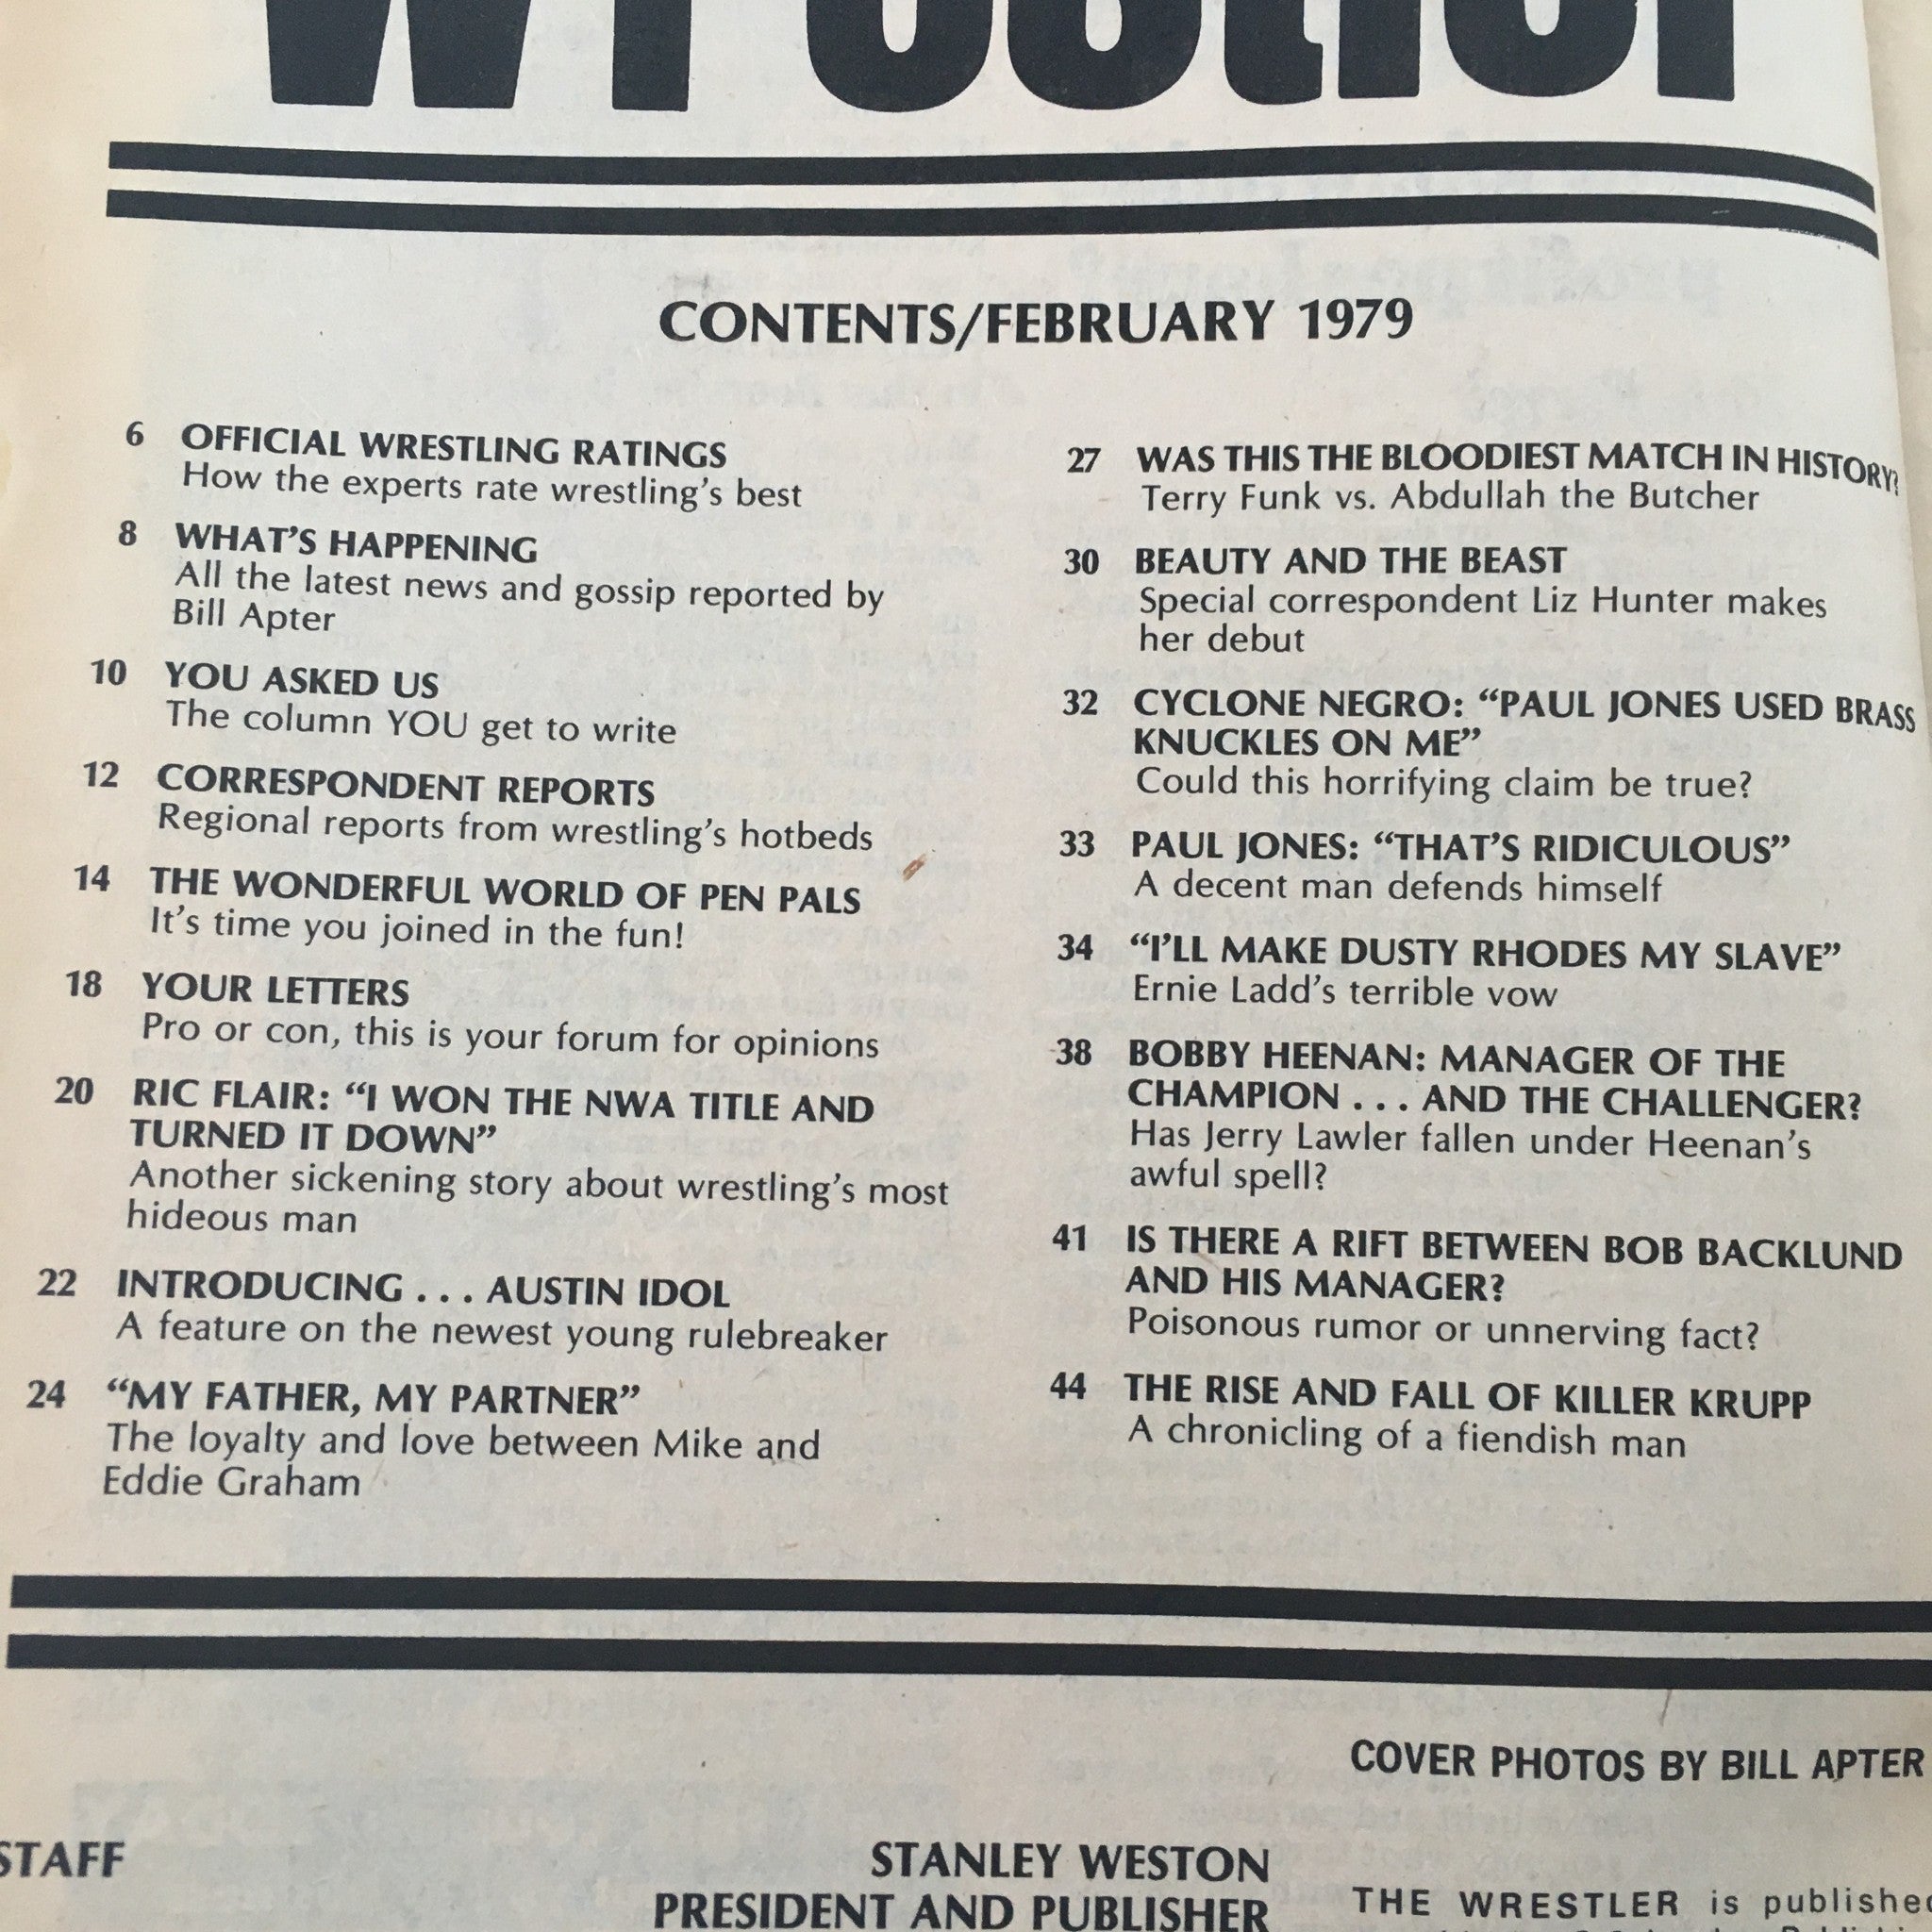 Wrestler
CONTENTS/FEBRUARY 1979
6 OFFICIAL WRESTLING RATINGS
How the experts rate wrestling's best
8 WHAT'S HAPPENING
All the latest news and gossip reported by
Bill Apter
10 YOU ASKED US
The column YOU get to write
12 CORRESPONDENT REPORTS
Regional reports from wrestling's hotbeds
14 THE WONDERFUL WORLD OF PEN PALS
It's time you joined in the fun!
18 YOUR LETTERS
Pro or con, this is your forum for opinions
20 RIC FLAIR: “I WON THE NWA TITLE AND
TURNED IT DOWN”
Another sickening story about wrestling's most
hideous man
22 INTRODUCING . . . AUSTIN IDOL
A feature on the newest young rulebreaker
24 “MY FATHER, MY PARTNER”
The loyalty and love between Mike and
Eddie Graham
27 WAS THIS THE BLOODIEST MATCH IN HISTORY?
Terry Funk vs. Abdullah the Butcher
30 BEAUTY AND THE BEAST
Special correspondent Liz Hunter makes
her debut
32 CYCLONE NEGRO: “PAUL JONES USED BRASS
KNUCKLES ON ME”
Could this horrifying claim be true?
33 PAUL JONES: “THAT'S RIDICULOUS”
A decent man defends himself
34 “I'LL MAKE DUSTY RHODES MY SLAVE”
Ernie Ladd's terrible vow
38 BOBBY HEENAN: MANAGER OF THE
CHAMPION . . . AND THE CHALLENGER?
Has Jerry Lawler fallen under Heenan's
awful spell?
41 IS THERE A RIFT BETWEEN BOB BACKLUND
AND HIS MANAGER?
Poisonous rumor or unnerving fact?
44 THE RISE AND FALL OF KILLER KRUPP
A chronicling of a fiendish man
COVER PHOTOS BY BILL APTER
STAFF
STANLEY WESTON
PRESIDENT AND PUBLISHER
THE WRESTLER is publishe